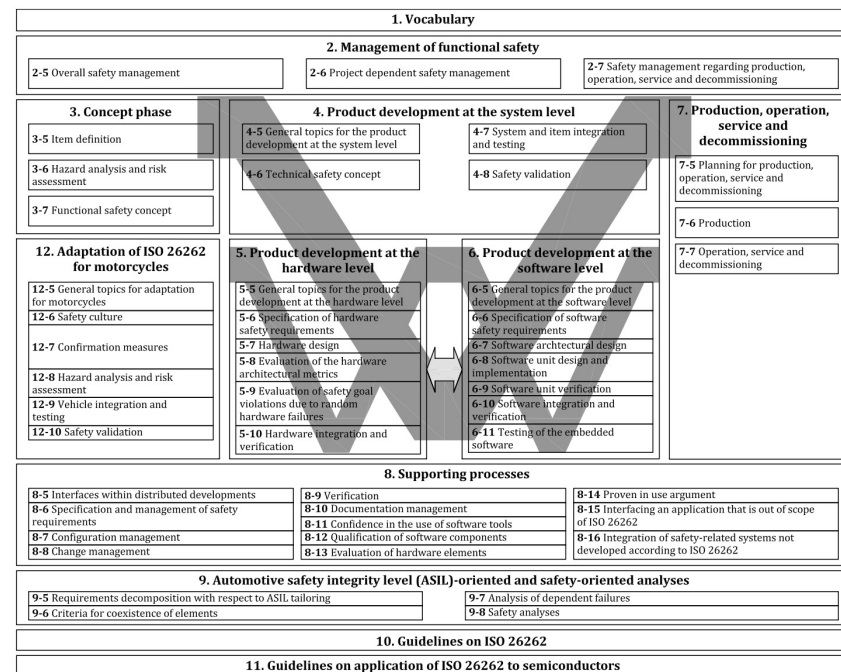 1. Vocabulary
2. Management of functional safety
2-5 Overall safety management
2-6 Project dependent safety management
2-7 Safety management regarding production,
operation, service and decommissioning
3. Concept phase
3-5 Item definition
3-6 Hazard analysis and risk
assessment
3-7 Functional safety concept
4. Product development at the system level
4-5 General topics for the product
development at the system level
4-6 Technical safety concept
4-7 System and item integration
and testing
4-8 Safety validation
7. Production, operation,
service and
decommissioning
7-5 Planning for production,
operation, service and
decommissioning
7-6 Production
7-7 Operation, service and
decommissioning
12. Adaptation of ISO 26262
for motorcycles
12-5 General topics for adaptation
for motorcycles
12-6 Safety culture
12-7 Confirmation measures
12-8 Hazard analysis and risk
assessment
12-9 Vehicle integration and
testing
12-10 Safety validation
5. Product development at the
hardware level
5-5 General topics for the product
development at the hardware level
5-6 Specification of hardware
safety requirements
5-7 Hardware design
5-8 Evaluation of the hardware
architectural metrics
5-9 Evaluation of safety goal
violations due to random
hardware failures
5-10 Hardware integration and
verification
6. Product development at the
software level
6-5 General topics for the product
development at the software level
6-6 Specification of software
safety requirements
6-7 Software architectural design
6-8 Software unit design and
implementation
6-9 Software unit verification
6-10 Software integration and
verification
6-11 Testing of the embedded
software
8. Supporting processes
8-5 Interfaces within distributed developments
8-6 Specification and management of safety
requirements
8-7 Configuration management
8-8 Change management
8-9 Verification
8-10 Documentation management
8-11 Confidence in the use of software tools
8-12 Qualification of software components
8-13 Evaluation of hardware elements
8-14 Proven in use argument
8-15 Interfacing an application that is out of scope
of ISO 26262
8-16 Integration of safety-related systems not
developed according to ISO 26262
9. Automotive safety integrity level (ASIL)-oriented and safety-oriented analyses
9-5 Requirements decomposition with respect to ASIL tailoring
9-6 Criteria for coexistence of elements
9-7 Analysis of dependent failures
9-8 Safety analyses
10. Guidelines on ISO 26262
11. Guidelines on application of ISO 26262 to semiconductors